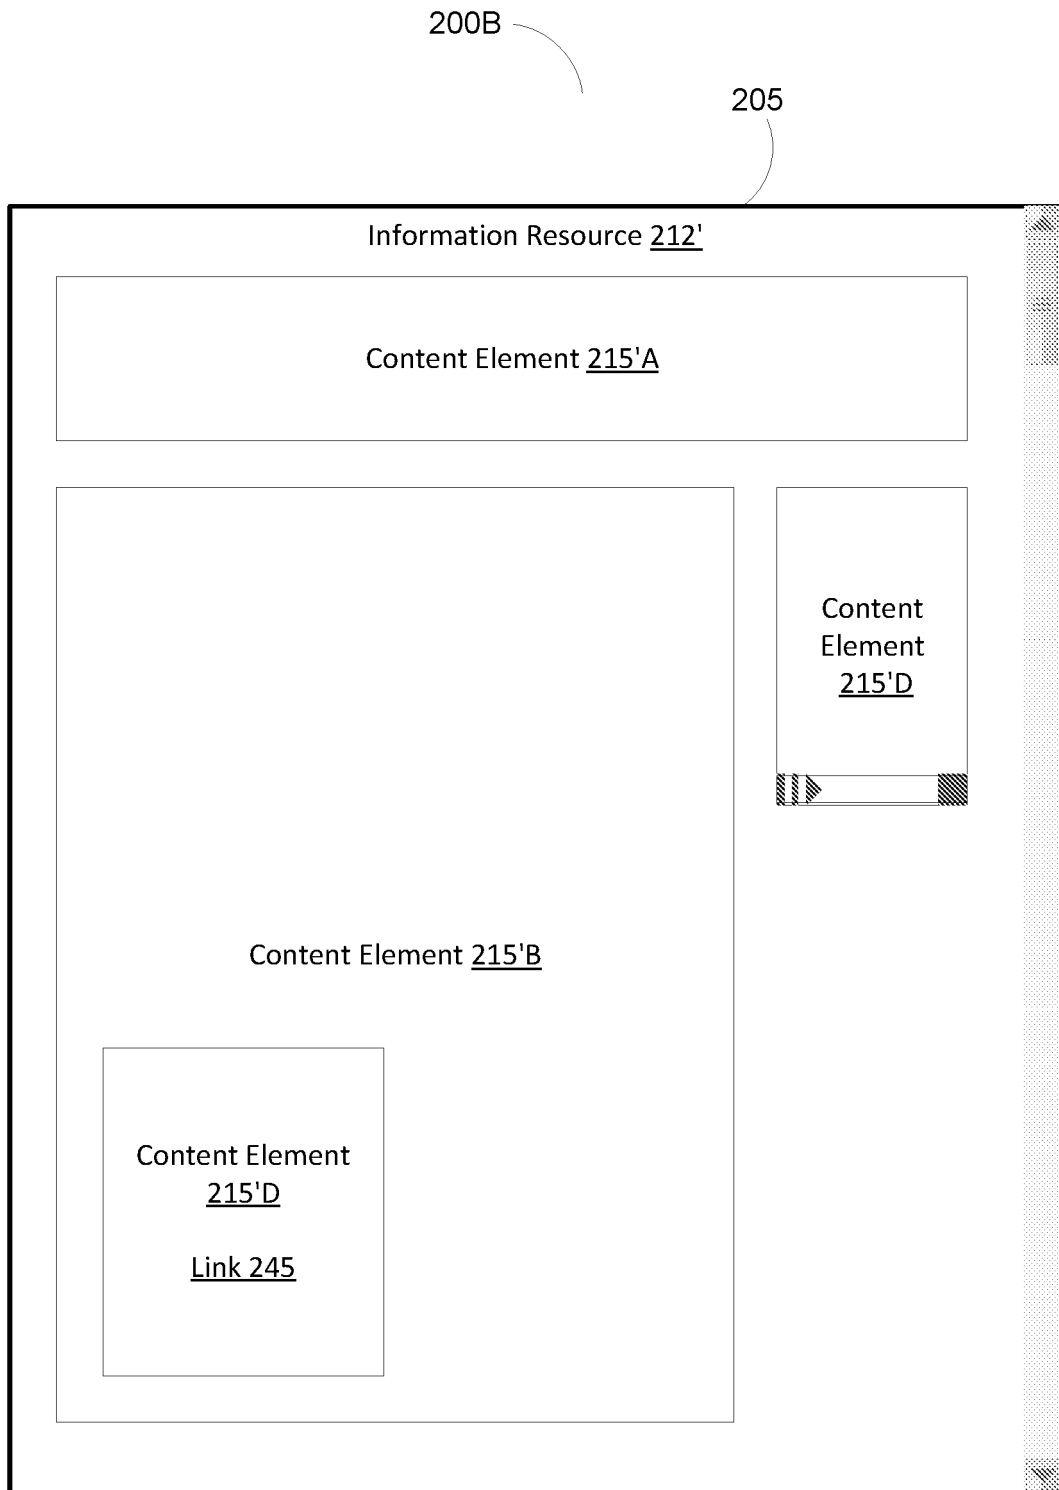 200B
205
Information Resource 212'
Content Element 215'A
Content
Element
215'D
Content Element 215'B
Content Element
215'D
Link 245